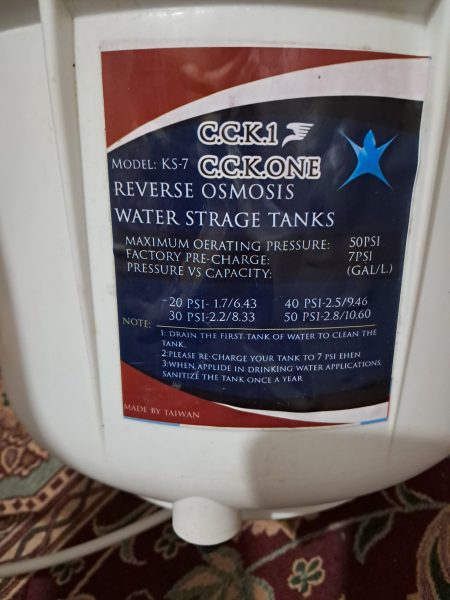 C.C.K.1
MODEL: KS-7 C.C.K.ONE
REVERSE OSMOSIS
WATER STRAGE TANKS
MAXIMUM OERATING PRESSURE: 50PSI
FACTORY PRE-CHARGE: 7PSI
PRESSURE VS CAPACITY: (GAL/L.)
20 PSI- 1.7/6.43 40 PSI-2.5/9.46
30 PSI-2.2/8.33 50 PSI-2.8/10.60
NOTE:
1: DRAIN THE FIRST TANK OF WATER TO CLEAN THE
TANK.
2:PLEASE RE-CHARGE YOUR TANK TO 7 PSI EHEN
3:WHEN APPLIDE IN DRINKING WATER APPLICATIONS,
SANITIZE THE TANK ONCE A YEAR
MADE BY TAIWAN